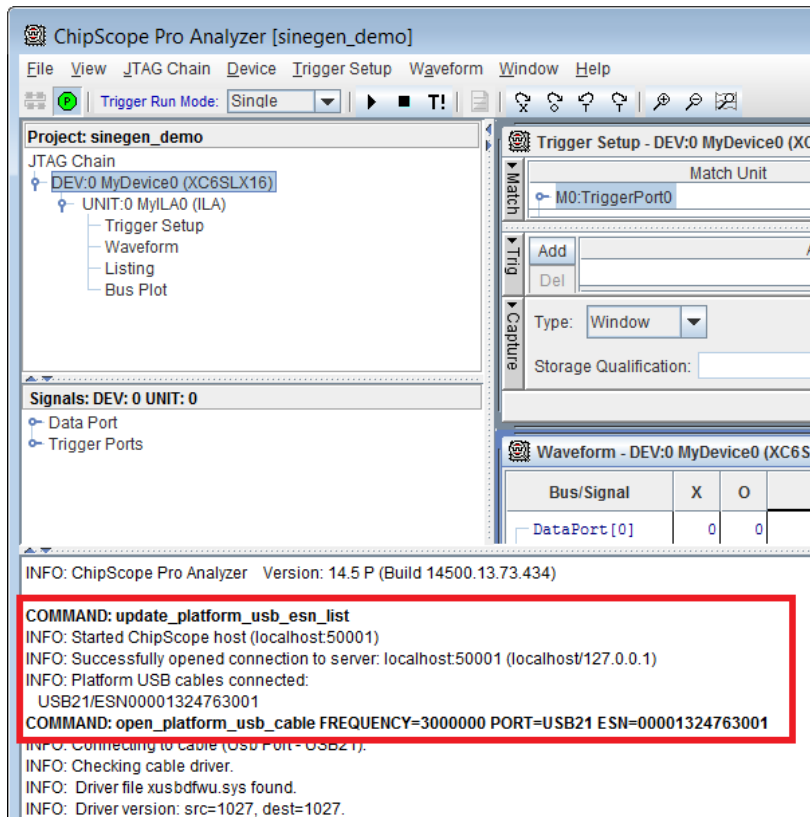 ChipScope Pro Analyzer [sinegen_demo]
File View JTAG Chain Device Trigger Setup Waveform Window Help
Trigger Run Mode: Single T!
Project: sinegen_demo
JTAG Chain
DEV:0 MyDevice0 (XC6SLX16)
UNIT:0 MyILA0 (ILA)
Trigger Setup
Waveform
Listing
Bus Plot
Signals: DEV: 0 UNIT: 0
Data Port
Trigger Ports
Trigger Setup - DEV:0 MyDevice0 (XC
Match
Match Unit
M0:TriggerPort0
Trig
Add
Del
Capture
Type: Window
Storage Qualification:
Waveform - DEV:0 MyDevice0 (XC6S
Bus/Signal X O
DataPort[0] 0 0
INFO: ChipScope Pro Analyzer Version: 14.5 P (Build 14500.13.73.434)
COMMAND: update_platform_usb_esn_list
INFO: Started ChipScope host (localhost:50001)
INFO: Successfully opened connection to server: localhost:50001 (localhost/127.0.0.1)
INFO: Platform USB cables connected:
USB21/ESN00001324763001
COMMAND: open_platform_usb_cable FREQUENCY=3000000 PORT=USB21 ESN=00001324763001
INFO: Connecting to cable (Usb Port - USB21).
INFO: Checking cable driver.
INFO: Driver file xusbdfwu.sys found.
INFO: Driver version: src=1027, dest=1027.